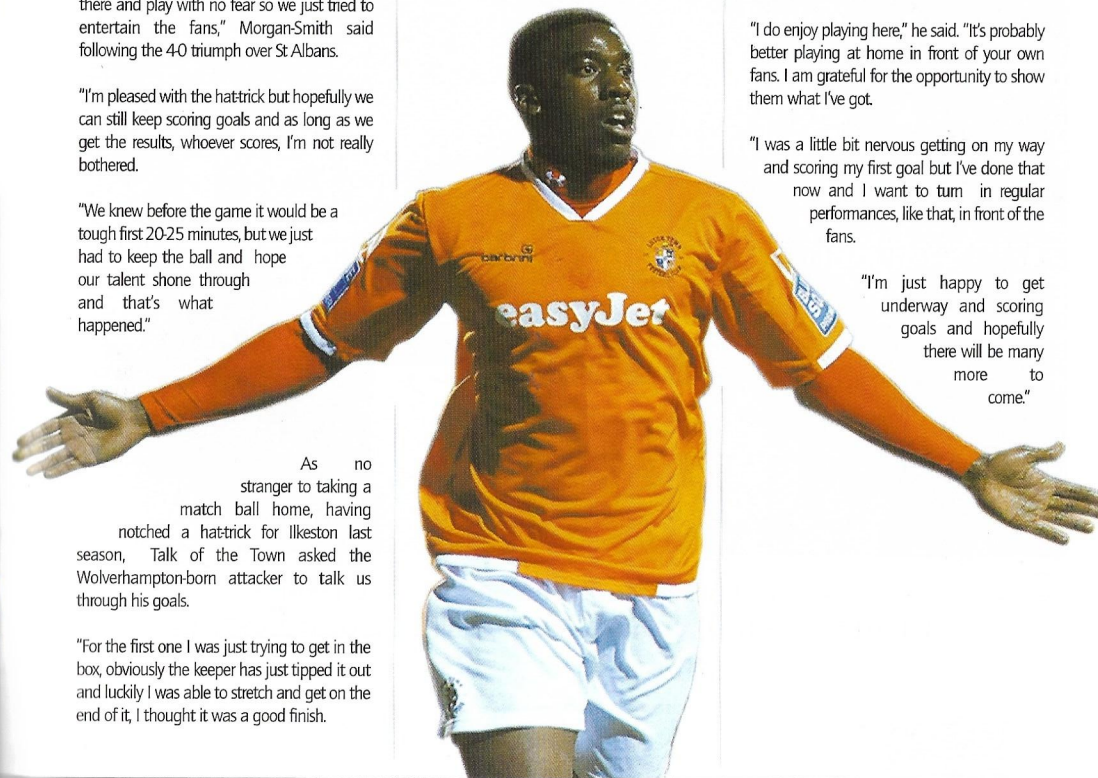 there and play with no fear so we just tried to
entertain the fans," Morgan-Smith said
following the 4-0 triumph over St Albans.
"I'm pleased with the hat-trick but hopefully we
can still keep scoring goals and as long as we
get the results, whoever scores, I'm not really
bothered.
"We knew before the game it would be a
tough first 20-25 minutes, but we just
had to keep the ball and hope
our talent shone through
and that's what
happened."
As no
stranger to taking a
match ball home, having
notched a hat-trick for Ilkeston last
season, Talk of the Town asked the
Wolverhampton-born attacker to talk us
through his goals.
"For the first one I was just trying to get in the
box, obviously the keeper has just tipped it out
and luckily I was able to stretch and get on the
end of it, I thought it was a good finish.
barbrini
LUTON TOWN
FOOTBALL CLUB
easyJet
"I do enjoy playing here," he said. "It's probably
better playing at home in front of your own
fans. I am grateful for the opportunity to show
them what I've got.
"I was a little bit nervous getting on my way
and scoring my first goal but I've done that
now and I want to turn in regular
performances, like that, in front of the
fans.
"I'm just happy to get
underway and scoring
goals and hopefully
there will be many
more to
come."